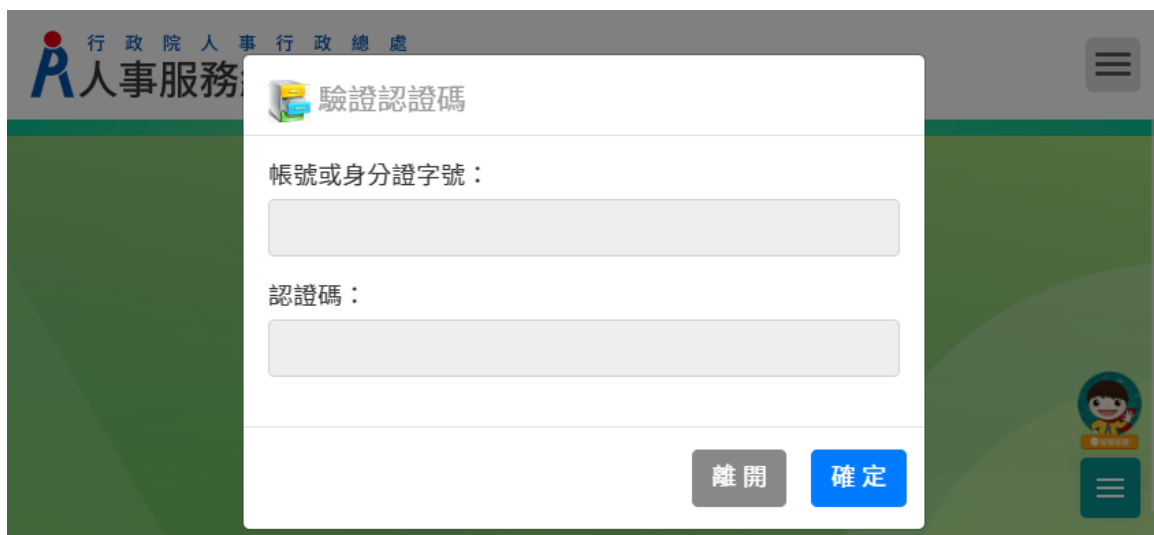 行政院人事行政總處
人事服務
驗證認證碼
帳號或身分證字號：
認證碼：
離開
確定